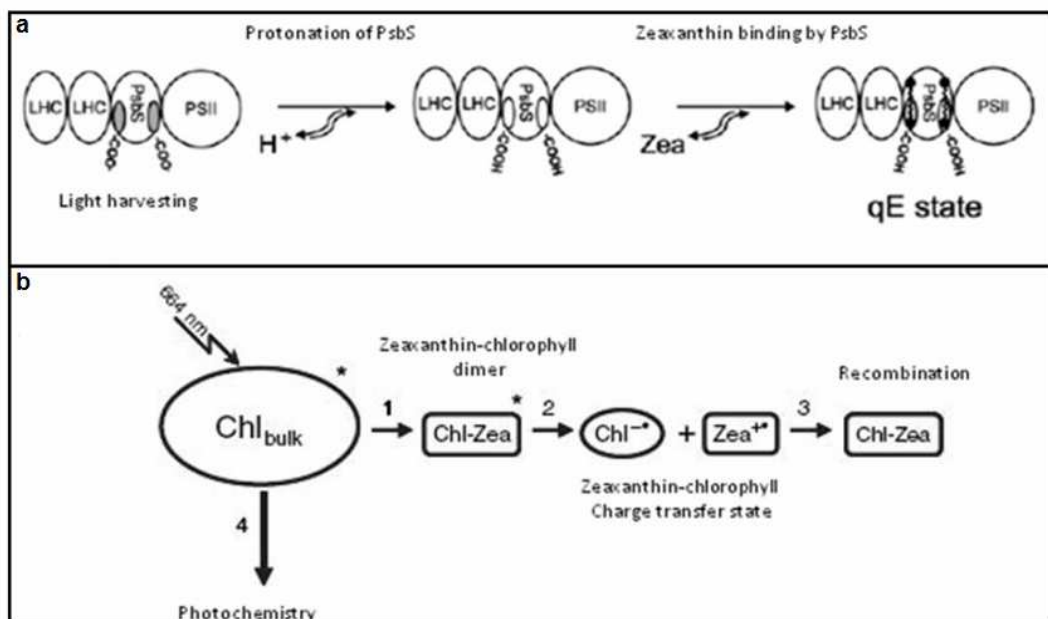 a
Protonation of PsbS
Zeaxanthin binding by PsbS
LHC LHC PsbS PSII
H+
LHC LHC PsbS PSII
Zea
LHC LHC PsbS PSII
COO- COO-
COOH COOH
COOH COOH
Light harvesting
qE state
b
664 nm
Zeaxanthin-chlorophyll
dimer
Recombination
*
*
Chlbulk
1
Chl-Zea
2
Chl−•
+
Zea+•
3
Chl-Zea
Zeaxanthin-chlorophyll
Charge transfer state
4
Photochemistry